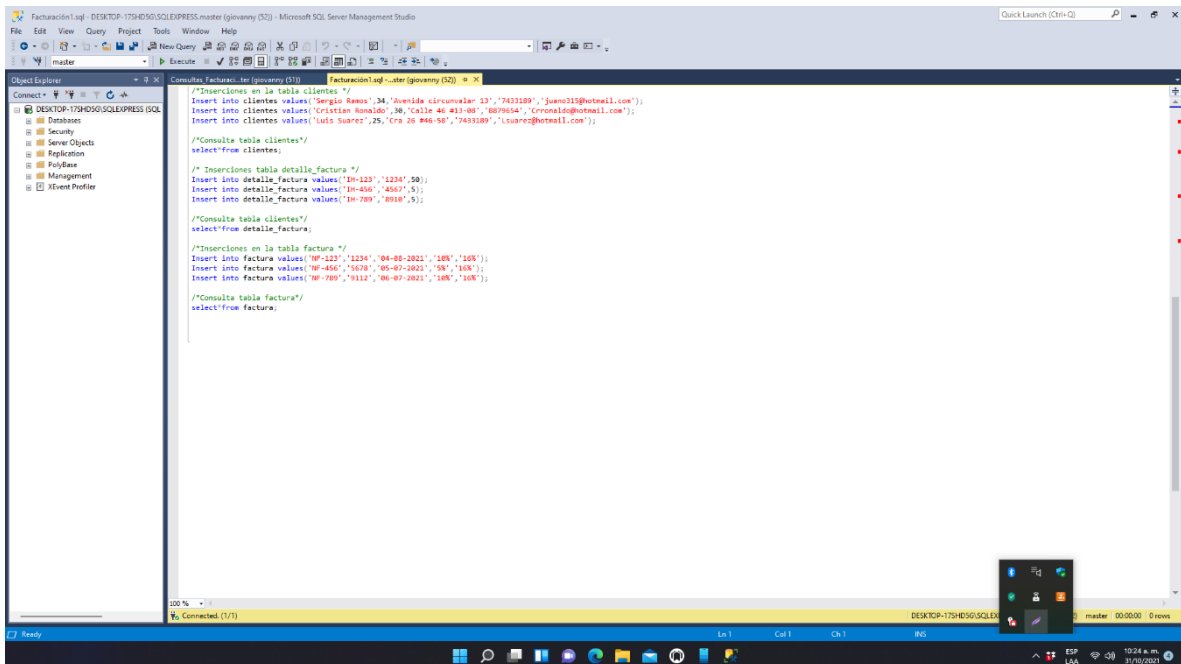 Facturación1.sql - DESKTOP-175HD5G\SQLEXPRESS.master (giovanny (52)) - Microsoft SQL Server Management Studio
Quick Launch (Ctrl+Q)
File Edit View Query Project Tools Window Help
New Query
master
Execute
Object Explorer
Consultas_Facturaci...ter (giovanny (51))
Facturación1.sql -...ster (giovanny (52))
Connect
DESKTOP-175HD5G\SQLEXPRESS (SQL
Databases
Security
Server Objects
Replication
PolyBase
Management
XEvent Profiler
/*Inserciones en la tabla clientes */
Insert into clientes values('Sergio Ramos',34,'Avenida circunvalar 13','7433189','juano315@hotmail.com');
Insert into clientes values('Cristian Ronaldo',30,'Calle 46 #13-08','8879654','Crronaldo@hotmail.com');
Insert into clientes values('Luis Suarez',25,'Cra 26 #46-58','7433189','Lsuarez@hotmail.com');
/*Consulta tabla clientes*/
select*from clientes;
/* Inserciones tabla detalle_factura */
Insert into detalle_factura values('IH-123','1234',50);
Insert into detalle_factura values('IH-456','4567',5);
Insert into detalle_factura values('IH-789','8910',5);
/*Consulta tabla clientes*/
select*from detalle_factura;
/*Inserciones en la tabla factura */
Insert into factura values('NF-123','1234','04-08-2021','10%','16%');
Insert into factura values('NF-456','5678','05-07-2021','5%','16%');
Insert into factura values('NF-789','9112','06-07-2021','10%','16%');
/*Consulta tabla factura*/
select*from factura;
100 %
Connected. (1/1)
DESKTOP-175HD5G\SQLEX
master
00:00:00
0 rows
Ready
Ln 1
Col 1
Ch 1
INS
ESP
LAA
10:24 a. m.
31/10/2021